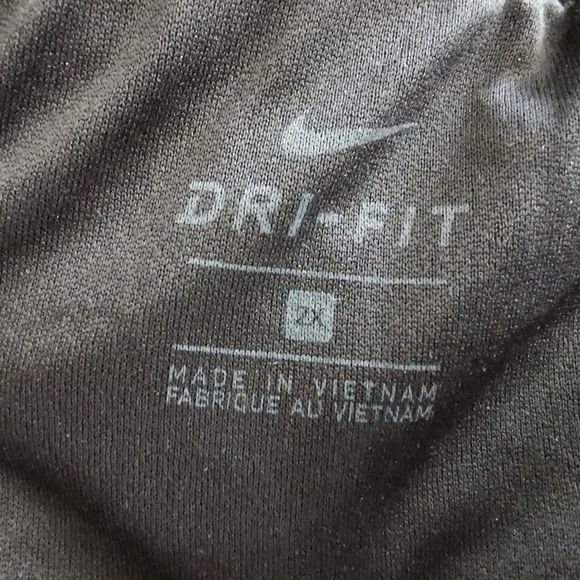 DRI-FIT
2X
MADE IN VIETNAM
FABRIQUE AU VIETNAM